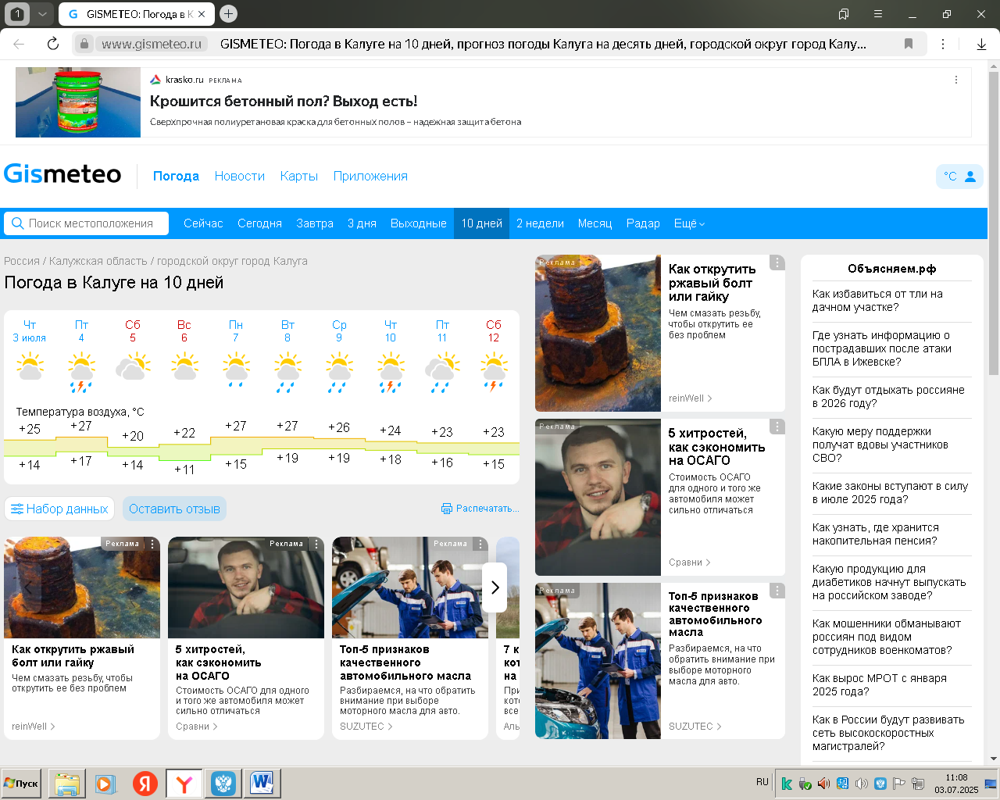 1
GISMETEO: Погода в К
www.gismeteo.ru
GISMETEO: Погода в Калуге на 10 дней, прогноз погоды Калуга на десять дней, городской округ город Калу...
krasko.ru РЕКЛАМА
Крошится бетонный пол? Выход есть!
Сверхпрочная полиуретановая краска для бетонных полов – надежная защита бетона
Gismeteo
Погода Новости Карты Приложения
°C
Поиск местоположения
Сейчас Сегодня Завтра 3 дня Выходные 10 дней 2 недели Месяц Радар Ещё
Россия / Калужская область / городской округ город Калуга
Погода в Калуге на 10 дней
Чт Пт Сб Вс Пн Вт Ср Чт Пт Сб
3 июля 4 5 6 7 8 9 10 11 12
Температура воздуха, °C
+25 +27 +20 +22 +27 +27 +26 +24 +23 +23
+14 +17 +14 +11 +15 +19 +19 +18 +16 +15
Набор данных
Оставить отзыв
Распечатать...
Реклама
Как открутить ржавый
болт или гайку
Чем смазать резьбу, чтобы
открутить ее без проблем
reinWell
Реклама
5 хитростей,
как сэкономить
на ОСАГО
Стоимость ОСАГО для одного
и того же автомобиля может
сильно отличаться
Сравни
Реклама
Топ-5 признаков
качественного
автомобильного масла
Разбираемся, на что обратить
внимание при выборе
моторного масла для авто.
SUZUTEC
7 к
кот
на
При
кото
все
Аль
Реклама
Как открутить
ржавый болт
или гайку
Чем смазать резьбу,
чтобы открутить ее
без проблем
reinWell
Реклама
5 хитростей,
как сэкономить
на ОСАГО
Стоимость ОСАГО
для одного и того же
автомобиля может
сильно отличаться
Сравни
Реклама
Топ-5 признаков
качественного
автомобильного
масла
Разбираемся, на что
обратить внимание при
выборе моторного
масла для авто.
SUZUTEC
Объясняем.рф
Как избавиться от тли на
дачном участке?
Где узнать информацию о
пострадавших после атаки
БПЛА в Ижевске?
Как будут отдыхать россияне
в 2026 году?
Какую меру поддержки
получат вдовы участников
СВО?
Какие законы вступают в силу
в июле 2025 года?
Как узнать, где хранится
накопительная пенсия?
Какую продукцию для
диабетиков начнут выпускать
на российском заводе?
Как мошенники обманывают
россиян под видом
сотрудников военкоматов?
Как вырос МРОТ с января
2025 года?
Как в России будут развивать
сеть высокоскоростных
магистралей?
Пуск
RU
11:08
03.07.2025